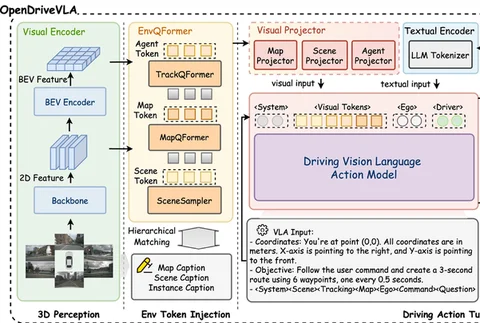 OpenDriveVLA
Visual Encoder
BEV Feature
BEV Encoder
2D Feature
Backbone
3D Perception
EnvQFormer
Agent
Token
TrackQFormer
Map
Token
MapQFormer
Scene
Token
SceneSampler
Hierarchical
Matching
Map Caption
Scene Caption
Instance Caption
Env Token Injection
Visual Projector
Map
Projector
Scene
Projector
Agent
Projector
Textual Encoder
LLM Tokenizer
visual input
textual input
<System>
<Visual Tokens>
<Ego>
<Driver>
Driving Vision Language
Action Model
VLA Input:
- Coordinates: You're at point (0,0). All coordinates are in
meters. X-axis is pointing to the right, and Y-axis is pointing
to the front.
- Objective: Follow the user command and create a 3-second
route using 6 waypoints, one every 0.5 seconds.
- <System><Scene><Tracking><Map><Ego><Command><Question>
Driving Action Tu